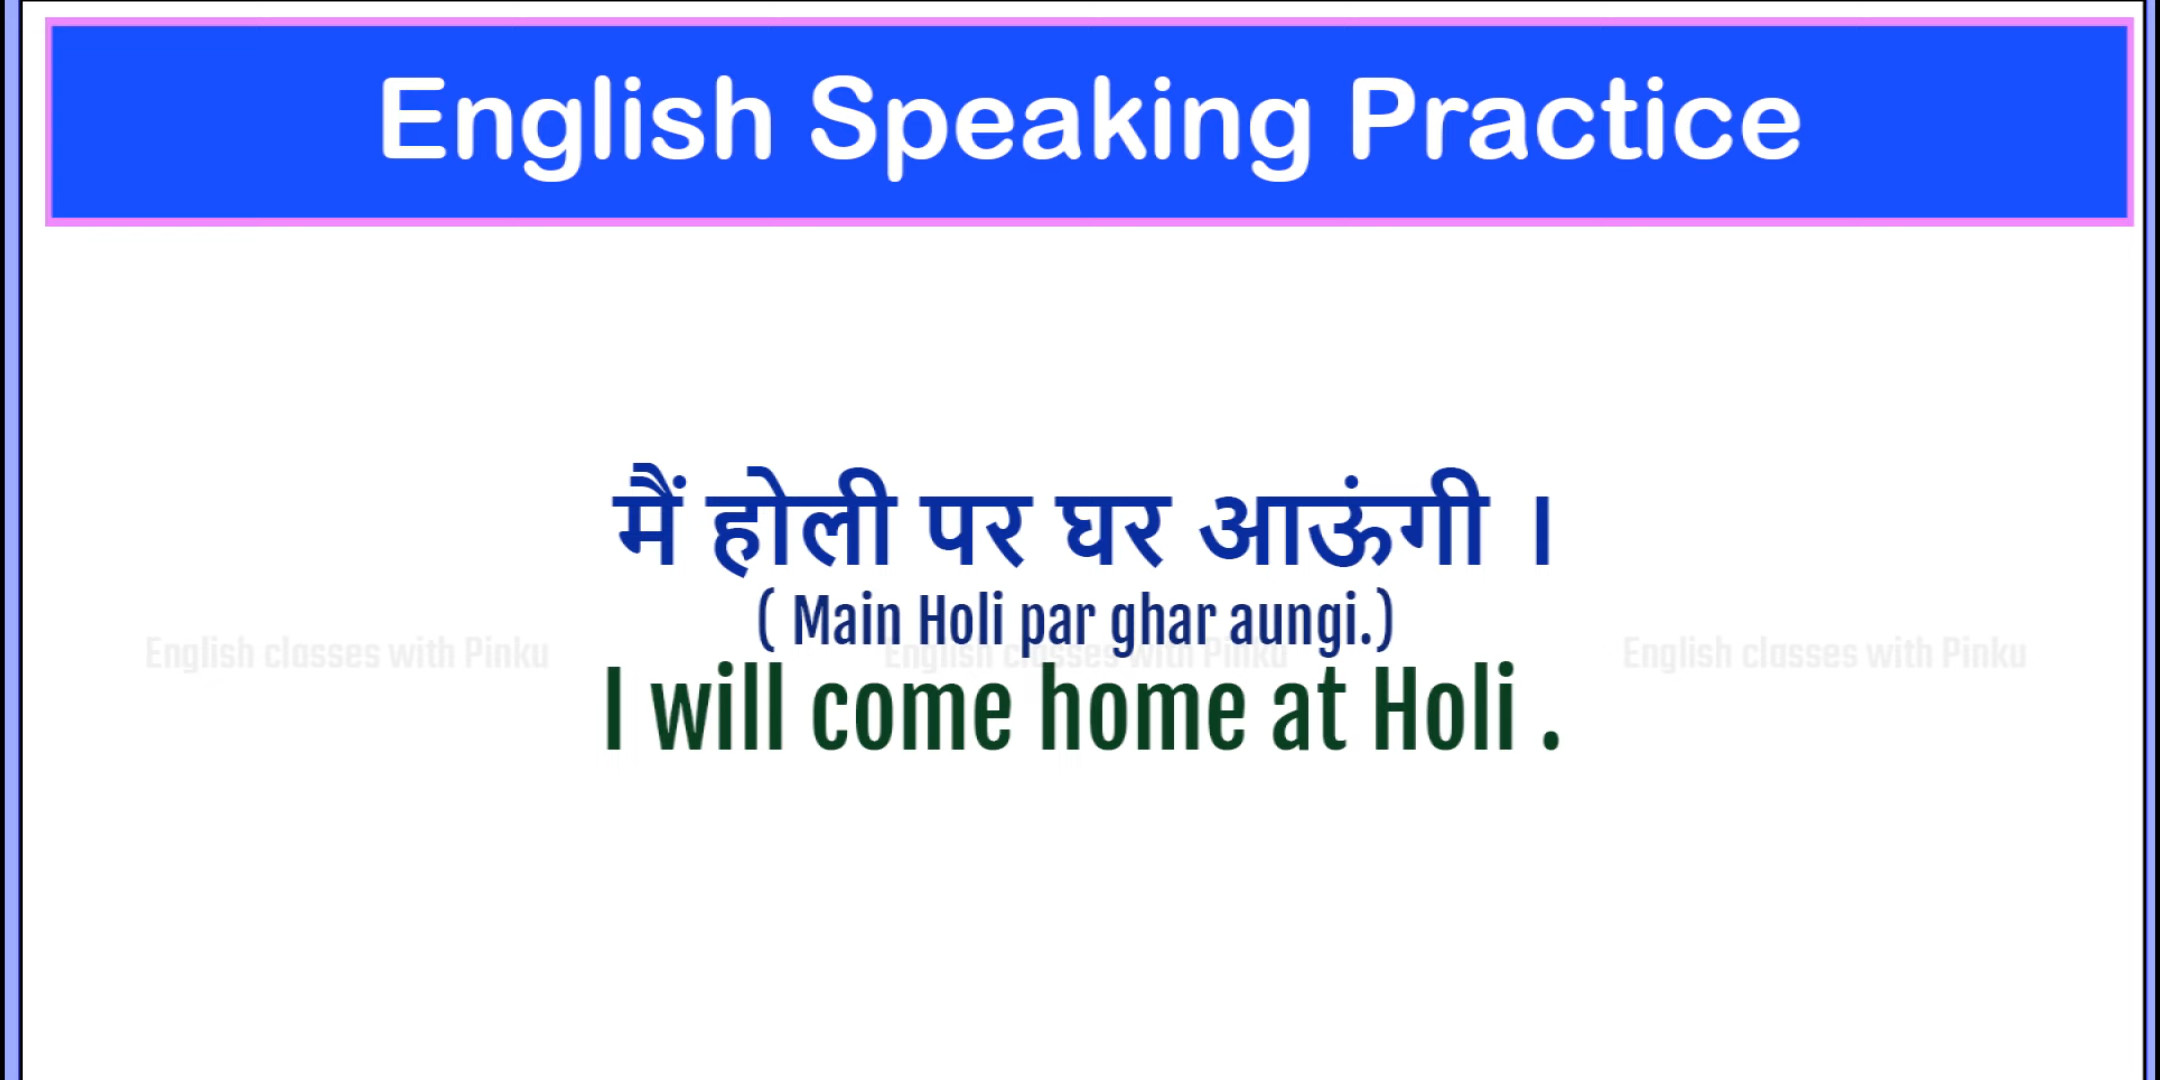 English Speaking Practice
मैं होली पर घर आऊंगी ।
( Main Holi par ghar aungi.)
English classes with Pinku English classes with Pinku English classes with Pinku
I will come home at Holi .